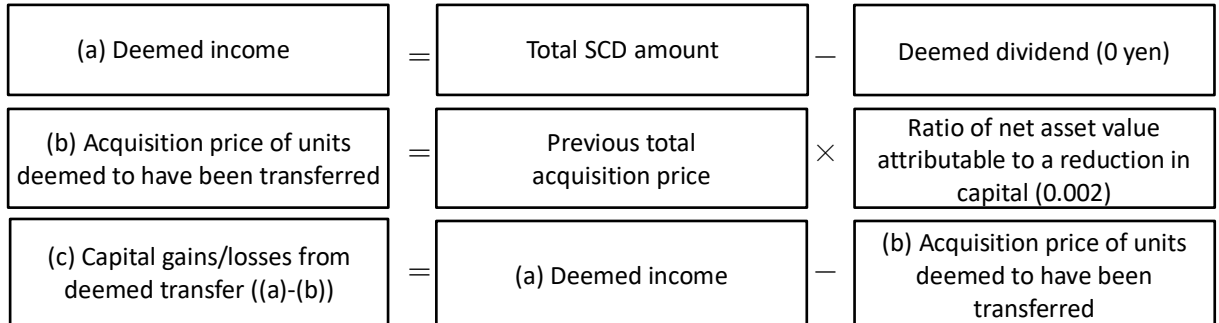 (a) Deemed income = Total SCD amount − Deemed dividend (0 yen)
(b) Acquisition price of units
deemed to have been transferred
=
Previous total
acquisition price
×
Ratio of net asset value
attributable to a reduction in
capital (0.002)
(c) Capital gains/losses from
deemed transfer ((a)-(b))
=
(a) Deemed income
−
(b) Acquisition price of units
deemed to have been
transferred